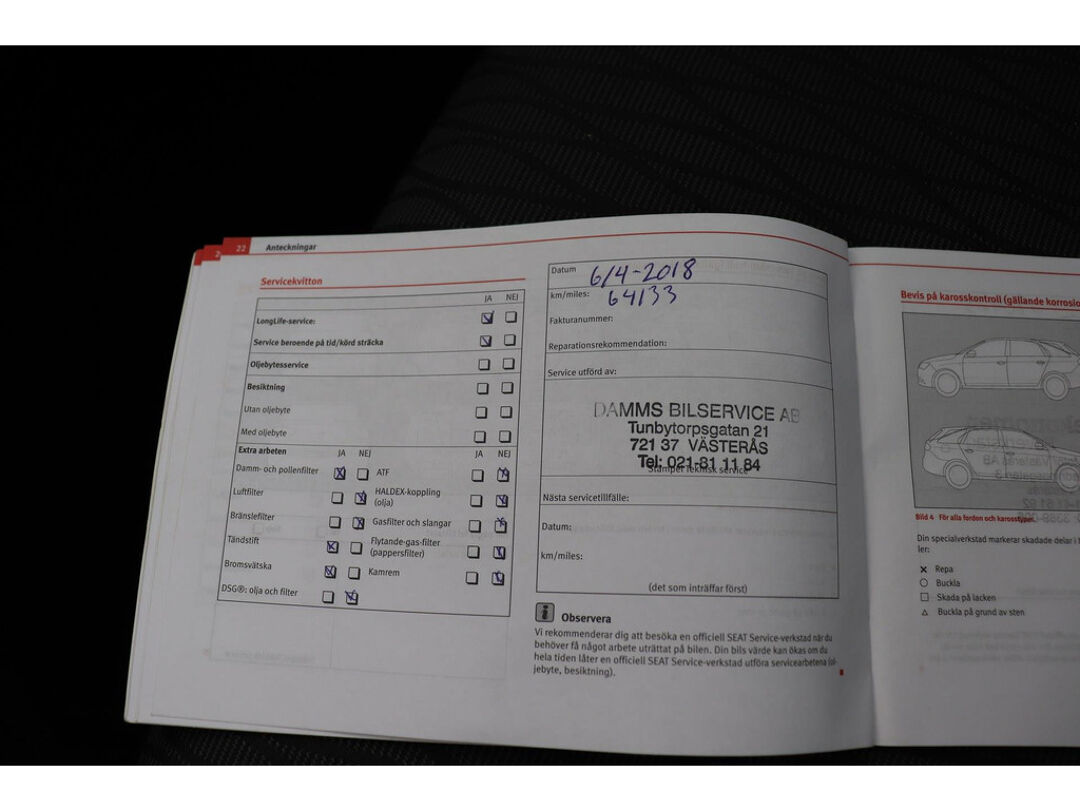 22 Anteckningar
Servicekvitton
JA NEJ
LongLife-service:
Service beroende på tid/körd sträcka
Oljebytesservice
Besiktning
Utan oljebyte
Med oljebyte
Extra arbeten JA NEJ JA NEJ
Damm- och pollenfilter ATF
Luftfilter HALDEX-koppling
(olja)
Bränslefilter Gasfilter och slangar
Tändstift Flytande-gas-filter
(pappersfilter)
Bromsvätska Kamrem
DSG®: olja och filter
Datum 6/4-2018
km/miles: 64133
Fakturanummer:
Reparationsrekommendation:
Service utförd av:
DAMMS BILSERVICE AB
Tunbytorpsgatan 21
721 37 VÄSTERÅS
Tel: 021-81 11 84
Stämpel teknisk service
Nästa servicetillfälle:
Datum:
km/miles:
(det som inträffar först)
Observera
Vi rekommenderar dig att besöka en officiell SEAT Service-verkstad när du
behöver få något arbete uträttat på bilen. Din bils värde kan ökas om du
hela tiden låter en officiell SEAT Service-verkstad utföra servicearbetena (ol-
jebyte, besiktning).
Bevis på karosskontroll (gällande
Bild 4 För alla fordon och karosstyper.
Din specialverkstad markerar skadade delar i
ler:
Repa
Buckla
Skada på lacken
Buckla på grund av sten